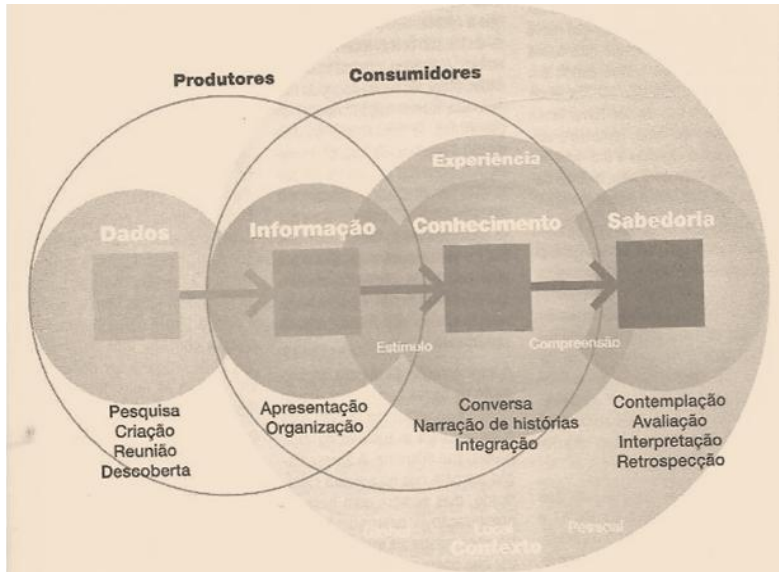 Produtores
Consumidores
Experiência
Dados
Informação
Conhecimento
Sabedoria
Estímulo
Compreensão
Pesquisa
Criação
Reunião
Descoberta
Apresentação
Organização
Conversa
Narração de histórias
Integração
Contemplação
Avaliação
Interpretação
Retrospecção
Global
Local
Pessoal
Contexto